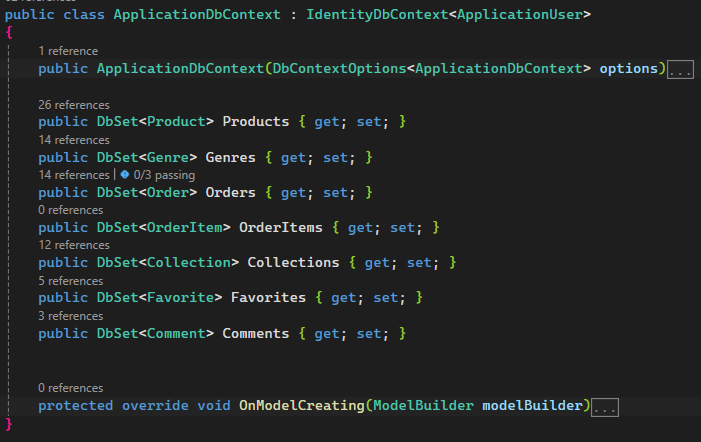 public class ApplicationDbContext : IdentityDbContext<ApplicationUser>
{
1 reference
public ApplicationDbContext(DbContextOptions<ApplicationDbContext> options)...
26 references
public DbSet<Product> Products { get; set; }
14 references
public DbSet<Genre> Genres { get; set; }
14 references | 0/3 passing
public DbSet<Order> Orders { get; set; }
0 references
public DbSet<OrderItem> OrderItems { get; set; }
12 references
public DbSet<Collection> Collections { get; set; }
5 references
public DbSet<Favorite> Favorites { get; set; }
3 references
public DbSet<Comment> Comments { get; set; }
0 references
protected override void OnModelCreating(ModelBuilder modelBuilder)...
}